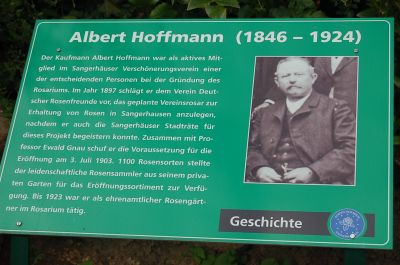 Albert Hoffmann (1846 – 1924)
Der Kaufmann Albert Hoffmann war als aktives Mit-
glied im Sangerhäuser Verschönerungsverein einer
der entscheidenden Personen bei der Gründung des
Rosariums. Im Jahr 1897 schlägt er dem Verein Deut-
scher Rosenfreunde vor, das geplante Vereinsrosar zur
Erhaltung von Rosen in Sangerhausen anzulegen,
nachdem er auch die Sangerhäuser Stadträte für
dieses Projekt begeistern konnte. Zusammen mit Pro-
fessor Ewald Gnau schuf er die Voraussetzung für die
Eröffnung am 3. Juli 1903. 1100 Rosensorten stellte
der leidenschaftliche Rosensammler aus seinem priva-
ten Garten für das Eröffnungssortiment zur Verfü-
gung. Bis 1923 war er als ehrenamtlicher Rosengärt-
ner im Rosarium tätig.
Geschichte